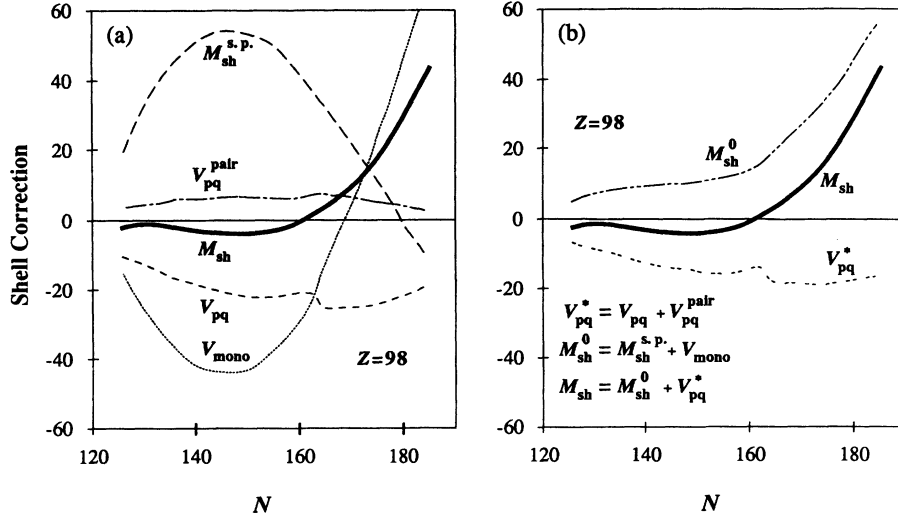 60
40
20
0
-20
-40
-60
120
140
160
180
Shell Correction
N
(a)
M_sh^s.p.
V_pq^pair
M_sh
V_pq
V_mono
Z=98
60
40
20
0
-20
-40
-60
120
140
160
180
N
(b)
Z=98
M_sh^0
M_sh
V_pq^*
V_pq^* = V_pq + V_pq^pair
M_sh^0 = M_sh^s.p. + V_mono
M_sh = M_sh^0 + V_pq^*